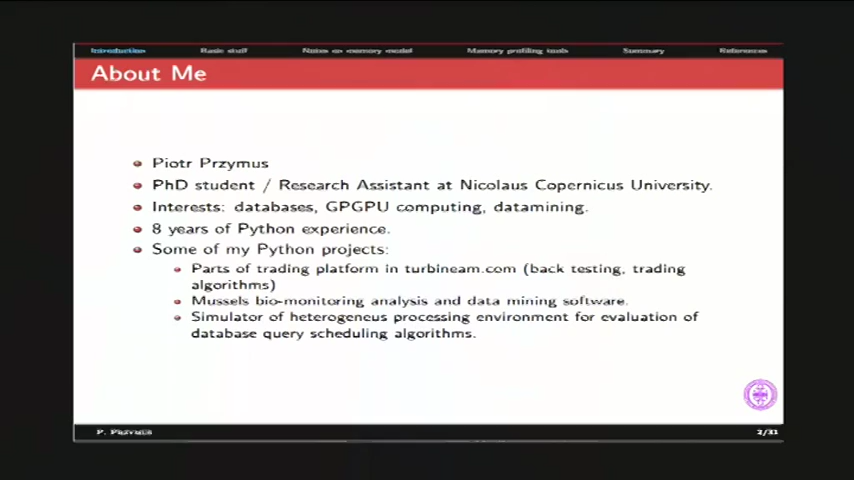 Introduction Basic stuff Notes on memory model Memory profiling tools Summary References
About Me
Piotr Przymus
PhD student / Research Assistant at Nicolaus Copernicus University.
Interests: databases, GPGPU computing, datamining.
8 years of Python experience.
Some of my Python projects:
Parts of trading platform in turbineam.com (back testing, trading
algorithms)
Mussels bio-monitoring analysis and data mining software.
Simulator of heterogeneus processing environment for evaluation of
database query scheduling algorithms.
P. Przymus 2/31